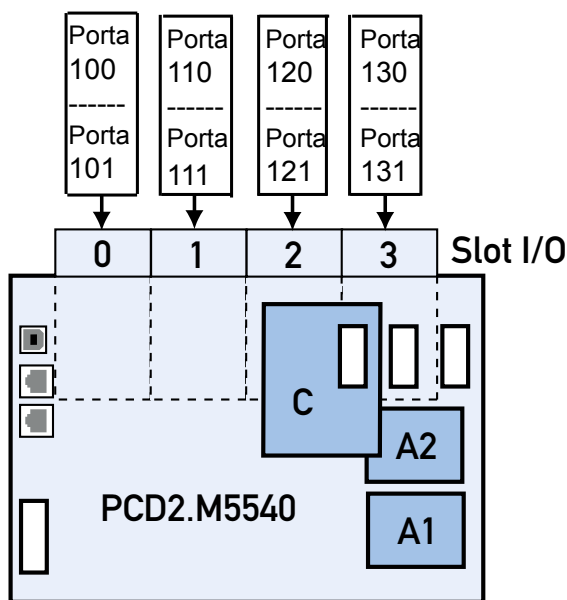 Porta
100
------
Porta
101
Porta
110
------
Porta
111
Porta
120
------
Porta
121
Porta
130
------
Porta
131
0 1 2 3 Slot I/O
C
A2
PCD2.M5540
A1